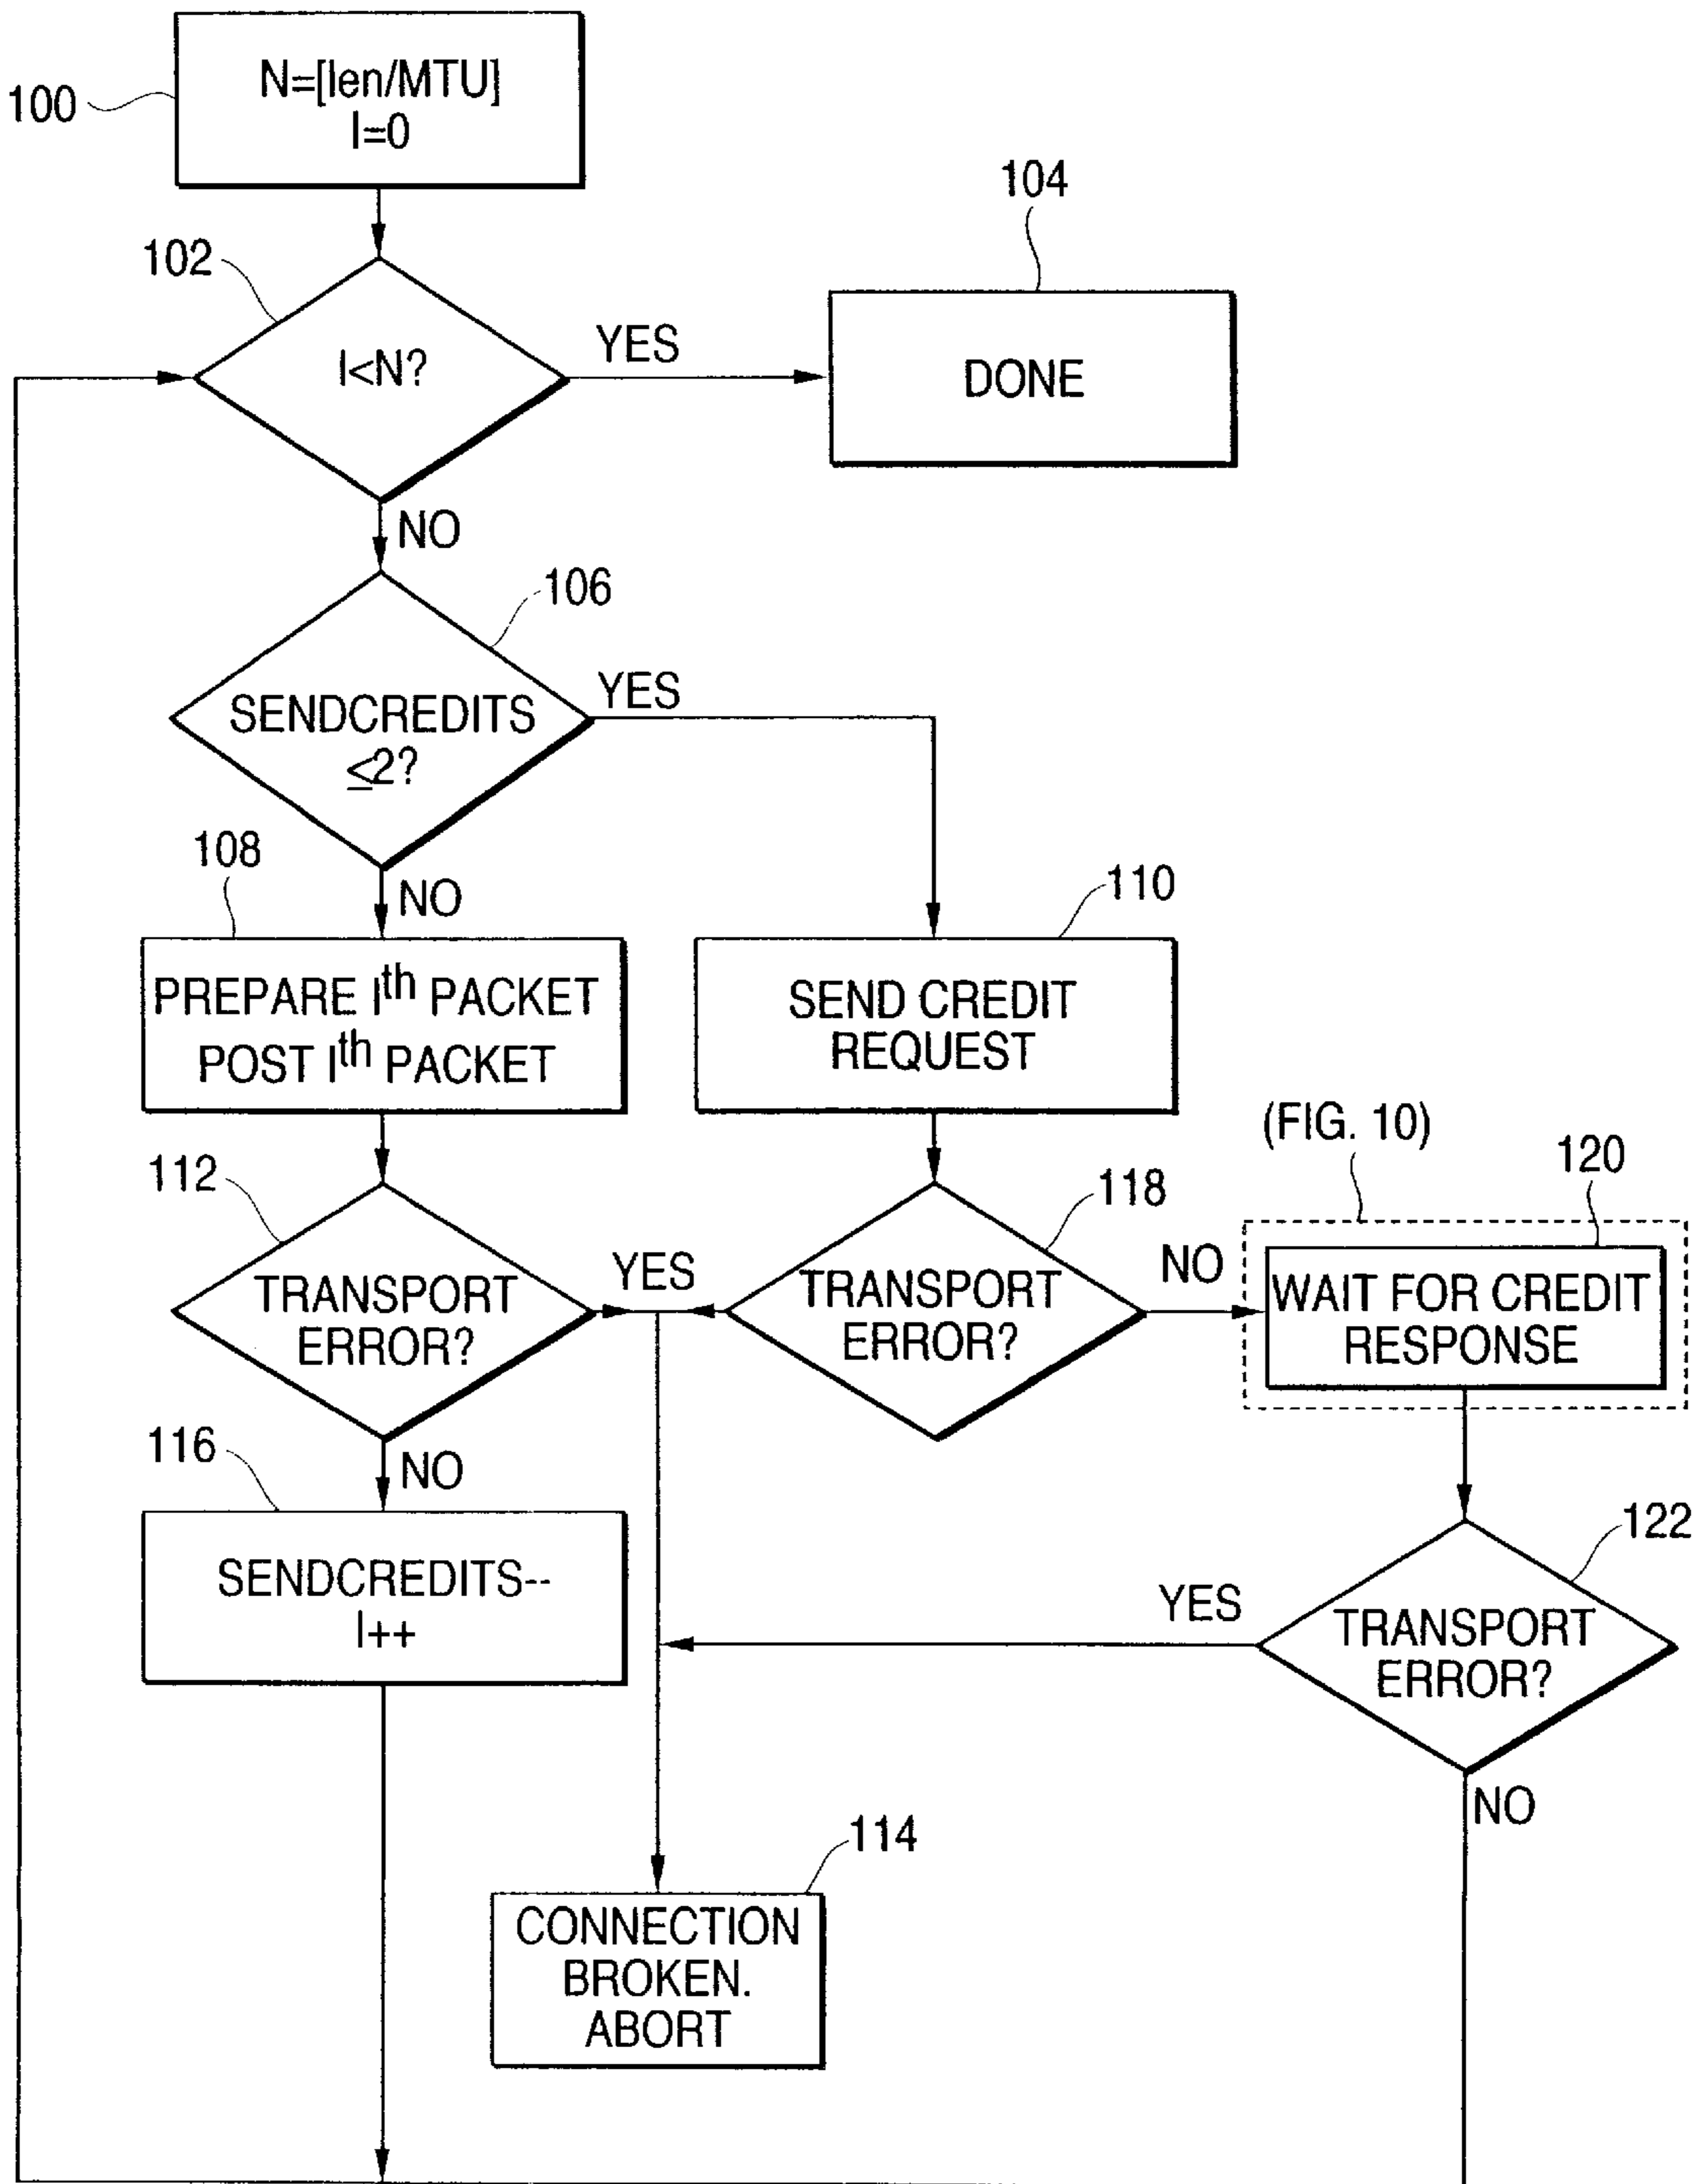 100
N=[len/MTU]
I=0
102
I<N?
YES
104
DONE
NO
106
SENDCREDITS
≤2?
YES
NO
108
PREPARE Ith PACKET
POST Ith PACKET
110
SEND CREDIT
REQUEST
112
TRANSPORT
ERROR?
YES
118
TRANSPORT
ERROR?
NO
(FIG. 10)
120
WAIT FOR CREDIT
RESPONSE
NO
116
SENDCREDITS--
I++
122
TRANSPORT
ERROR?
YES
NO
114
CONNECTION
BROKEN.
ABORT